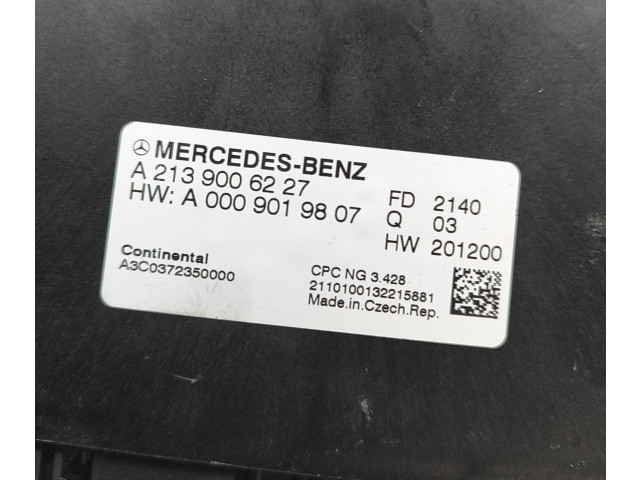 MERCEDES-BENZ
A 213 900 62 27
HW: A 000 901 98 07
FD 2140
Q 03
HW 201200
Continental
A3C0372350000
CPC NG 3.428
2110100132215881
Made.in.Czech.Rep.